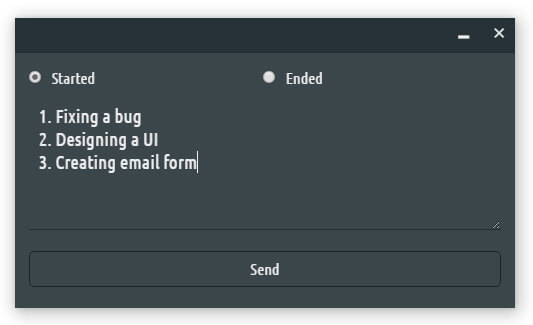 Started
Ended
1. Fixing a bug
2. Designing a UI
3. Creating email form
Send